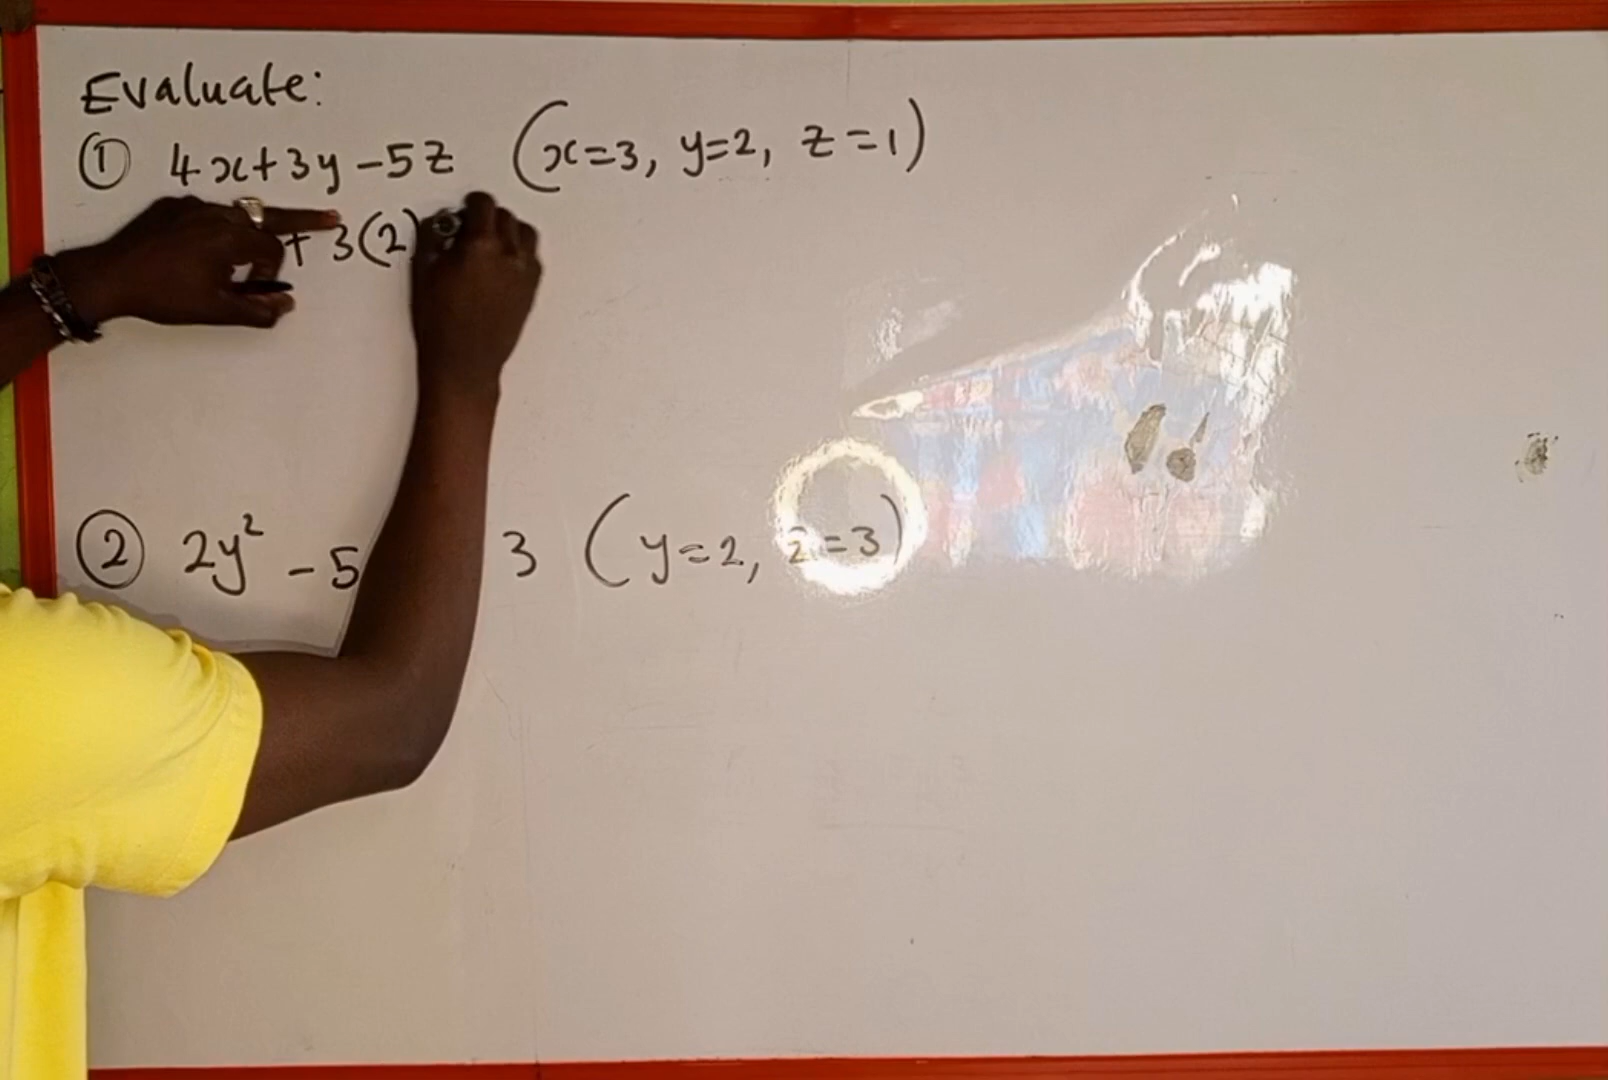 Evaluate:
① 4x+3y-5z (x=3, y=2, z=1)
+ 3(2)
② 2y² - 5 3 (y=2, z=3)